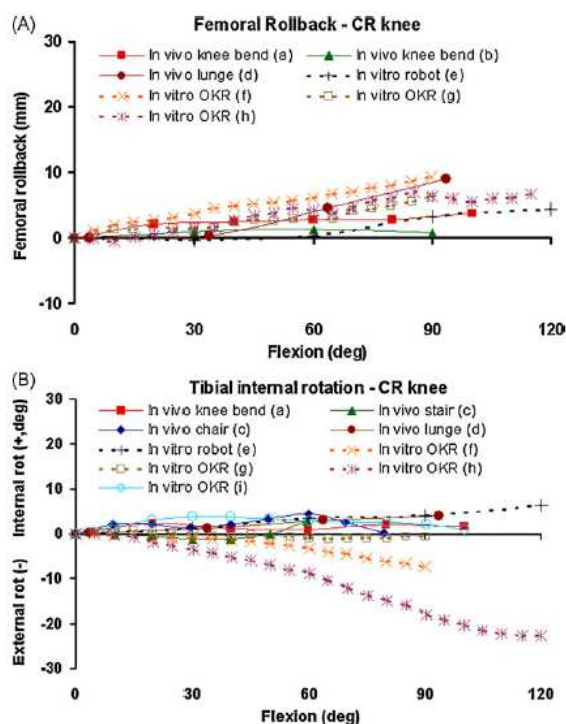 (A)
Femoral Rollback - CR knee
In vivo knee bend (a) In vivo knee bend (b)
In vivo lunge (d) In vitro robot (e)
In vitro OKR (f) In vitro OKR (g)
In vitro OKR (h)
Femoral rollback (mm)
30
20
10
0
-10
0 30 60 90 120
Flexion (deg)
(B)
Tibial internal rotation - CR knee
In vivo knee bend (a) In vivo stair (c)
In vivo chair (c) In vivo lunge (d)
In vitro robot (e) In vitro OKR (f)
In vitro OKR (g) In vitro OKR (h)
In vitro OKR (i)
External rot (-) Internal rot (+,deg)
30
20
10
0
-10
-20
-30
0 30 60 90 120
Flexion (deg)